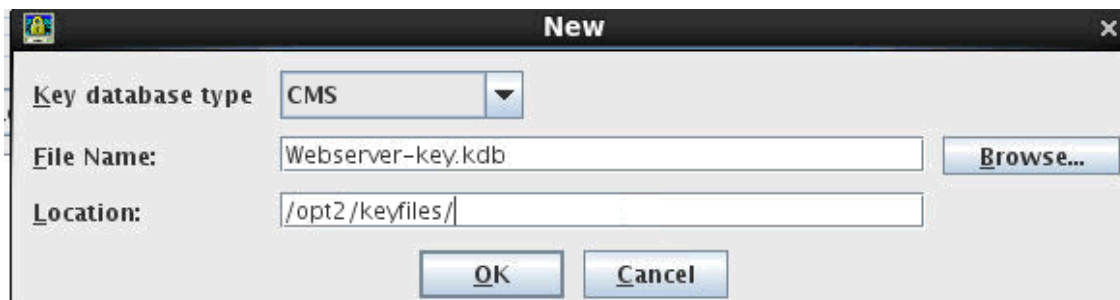 New
Key database type CMS
File Name: Webserver-key.kdb Browse...
Location: /opt2/keyfiles/
OK Cancel